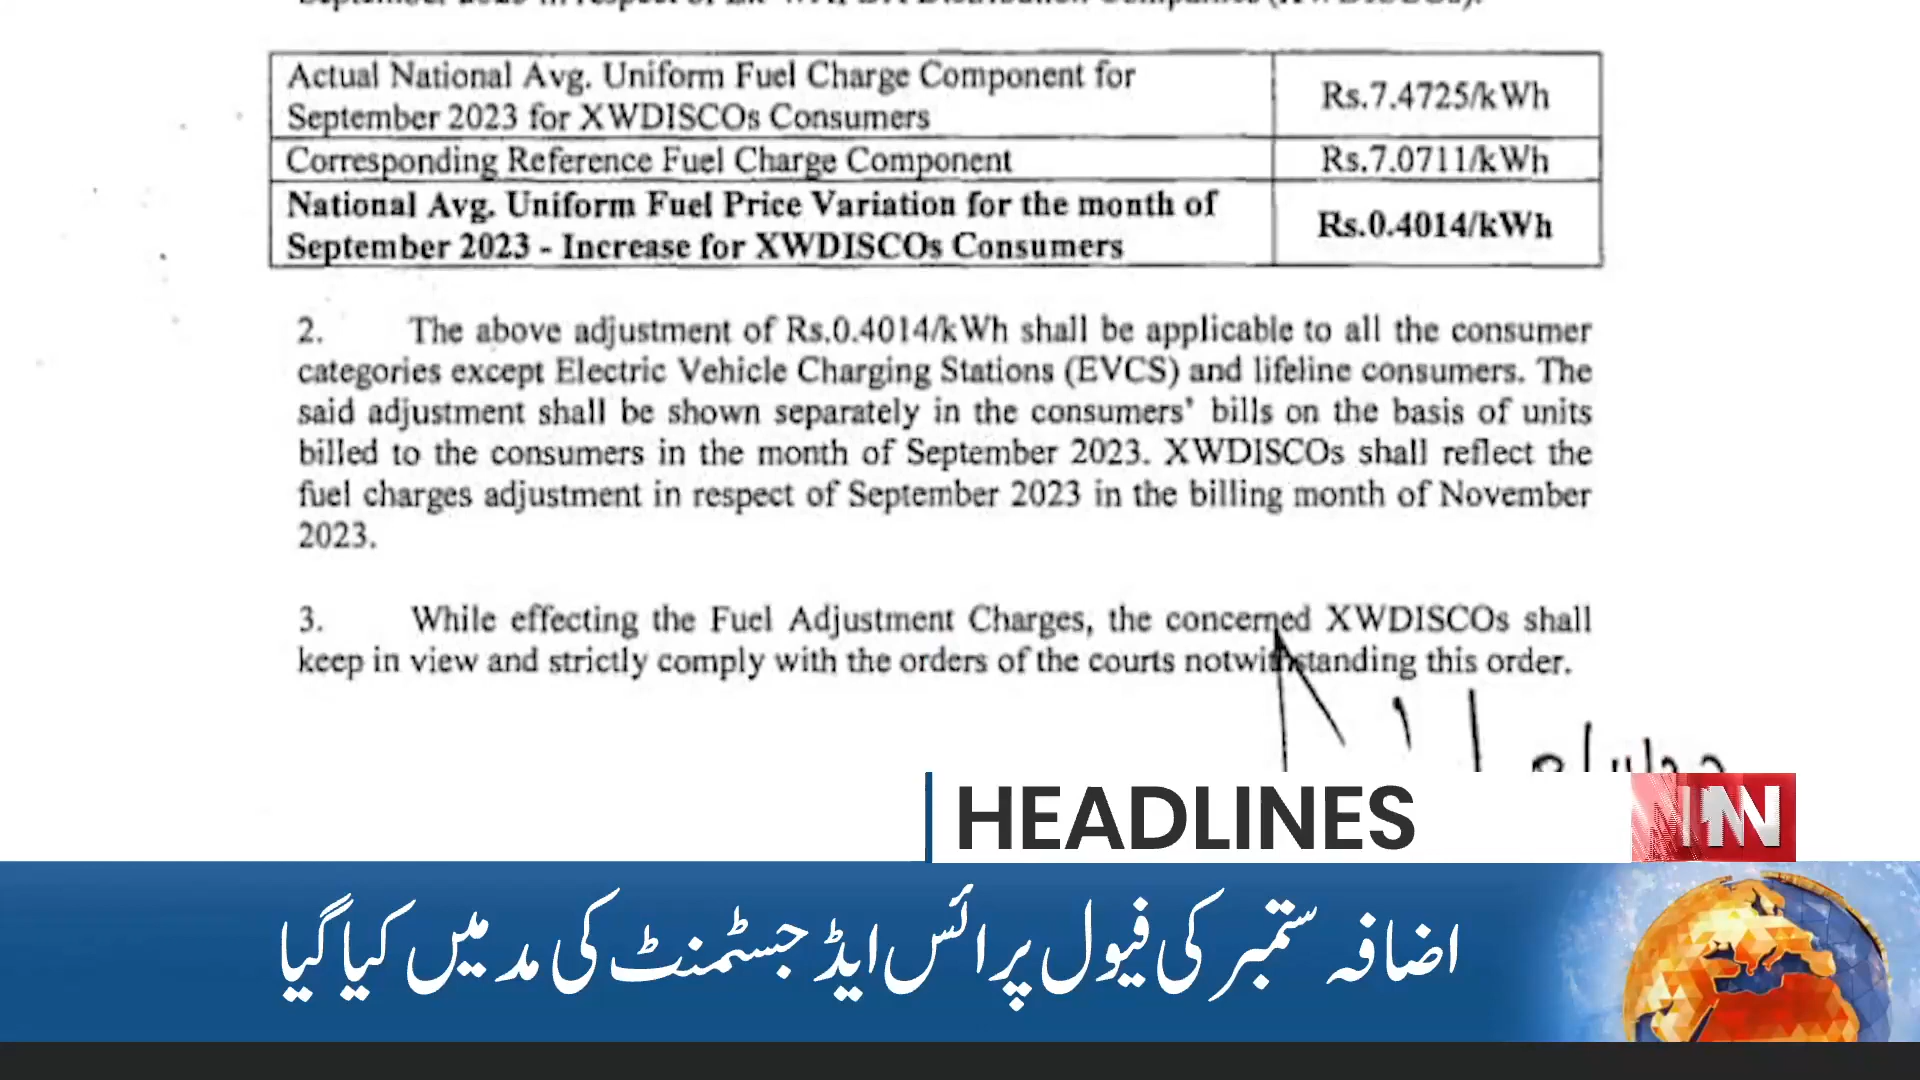 Actual National Avg. Uniform Fuel Charge Component for
September 2023 for XWDISCOs Consumers
Rs.7.4725/kWh
Corresponding Reference Fuel Charge Component
Rs.7.0711/kWh
National Avg. Uniform Fuel Price Variation for the month of
September 2023 - Increase for XWDISCOs Consumers
Rs.0.4014/kWh
2. The above adjustment of Rs.0.4014/kWh shall be applicable to all the consumer
categories except Electric Vehicle Charging Stations (EVCS) and lifeline consumers. The
said adjustment shall be shown separately in the consumers' bills on the basis of units
billed to the consumers in the month of September 2023. XWDISCOs shall reflect the
fuel charges adjustment in respect of September 2023 in the billing month of November
2023.
3. While effecting the Fuel Adjustment Charges, the concerned XWDISCOs shall
keep in view and strictly comply with the orders of the courts notwithstanding this order.
HEADLINES
اضافہ ستمبر کی فیول پرائس ایڈجسٹمنٹ کی مد میں کیا گیا